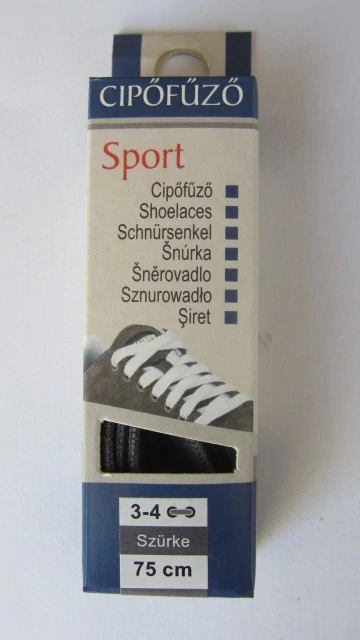 CIPŐFŰZŐ
Sport
Cipőfűző
Shoelaces
Schnürsenkel
Šnúrka
Šněrovadlo
Sznurowadło
Şiret
3-4
Szürke
75 cm